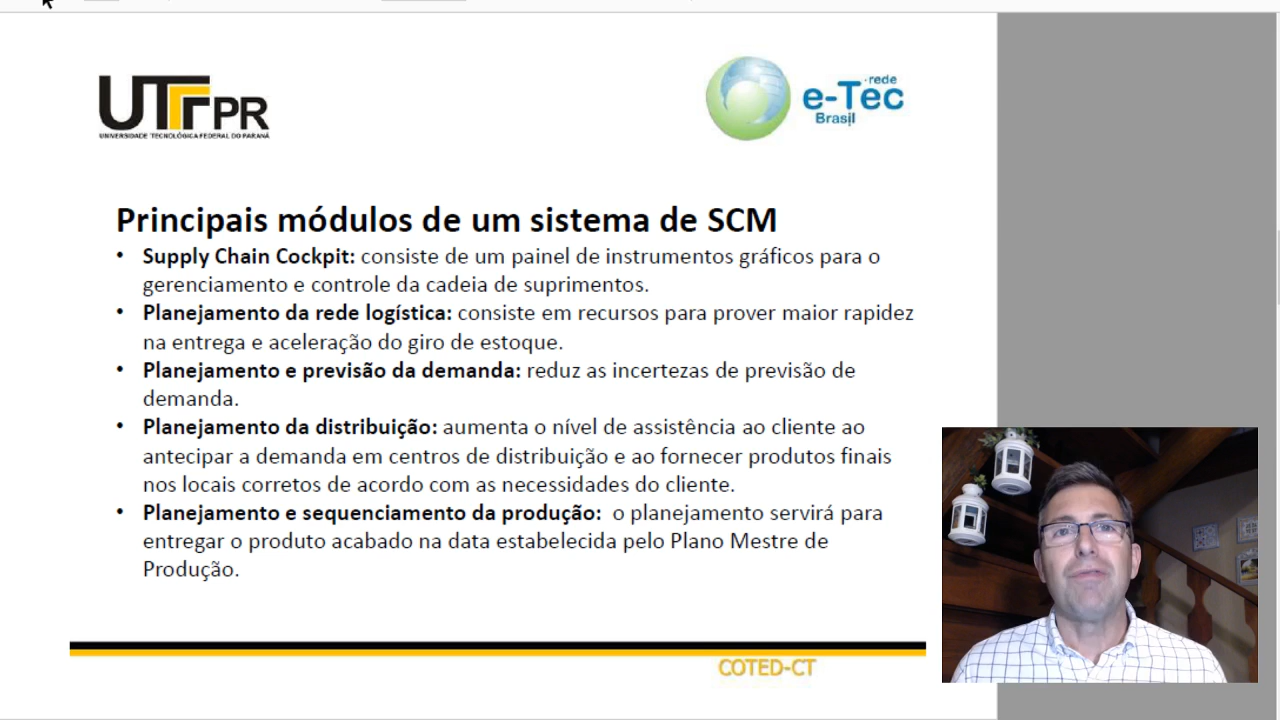 UTFPR
UNIVERSIDADE TECNOLÓGICA FEDERAL DO PARANÁ
rede
e-Tec
Brasil
Principais módulos de um sistema de SCM
• Supply Chain Cockpit: consiste de um painel de instrumentos gráficos para o
gerenciamento e controle da cadeia de suprimentos.
• Planejamento da rede logística: consiste em recursos para prover maior rapidez
na entrega e aceleração do giro de estoque.
• Planejamento e previsão da demanda: reduz as incertezas de previsão de
demanda.
• Planejamento da distribuição: aumenta o nível de assistência ao cliente ao
antecipar a demanda em centros de distribuição e ao fornecer produtos finais
nos locais corretos de acordo com as necessidades do cliente.
• Planejamento e sequenciamento da produção: o planejamento servirá para
entregar o produto acabado na data estabelecida pelo Plano Mestre de
Produção.
COTED-CT